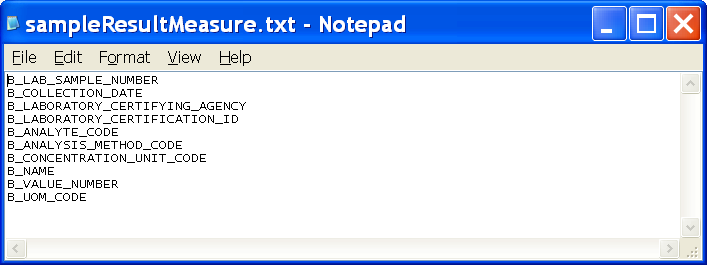 sampleResultMeasure.txt - Notepad
File Edit Format View Help
B_LAB_SAMPLE_NUMBER
B_COLLECTION_DATE
B_LABORATORY_CERTIFYING_AGENCY
B_LABORATORY_CERTIFICATION_ID
B_ANALYTE_CODE
B_ANALYSIS_METHOD_CODE
B_CONCENTRATION_UNIT_CODE
B_NAME
B_VALUE_NUMBER
B_UOM_CODE